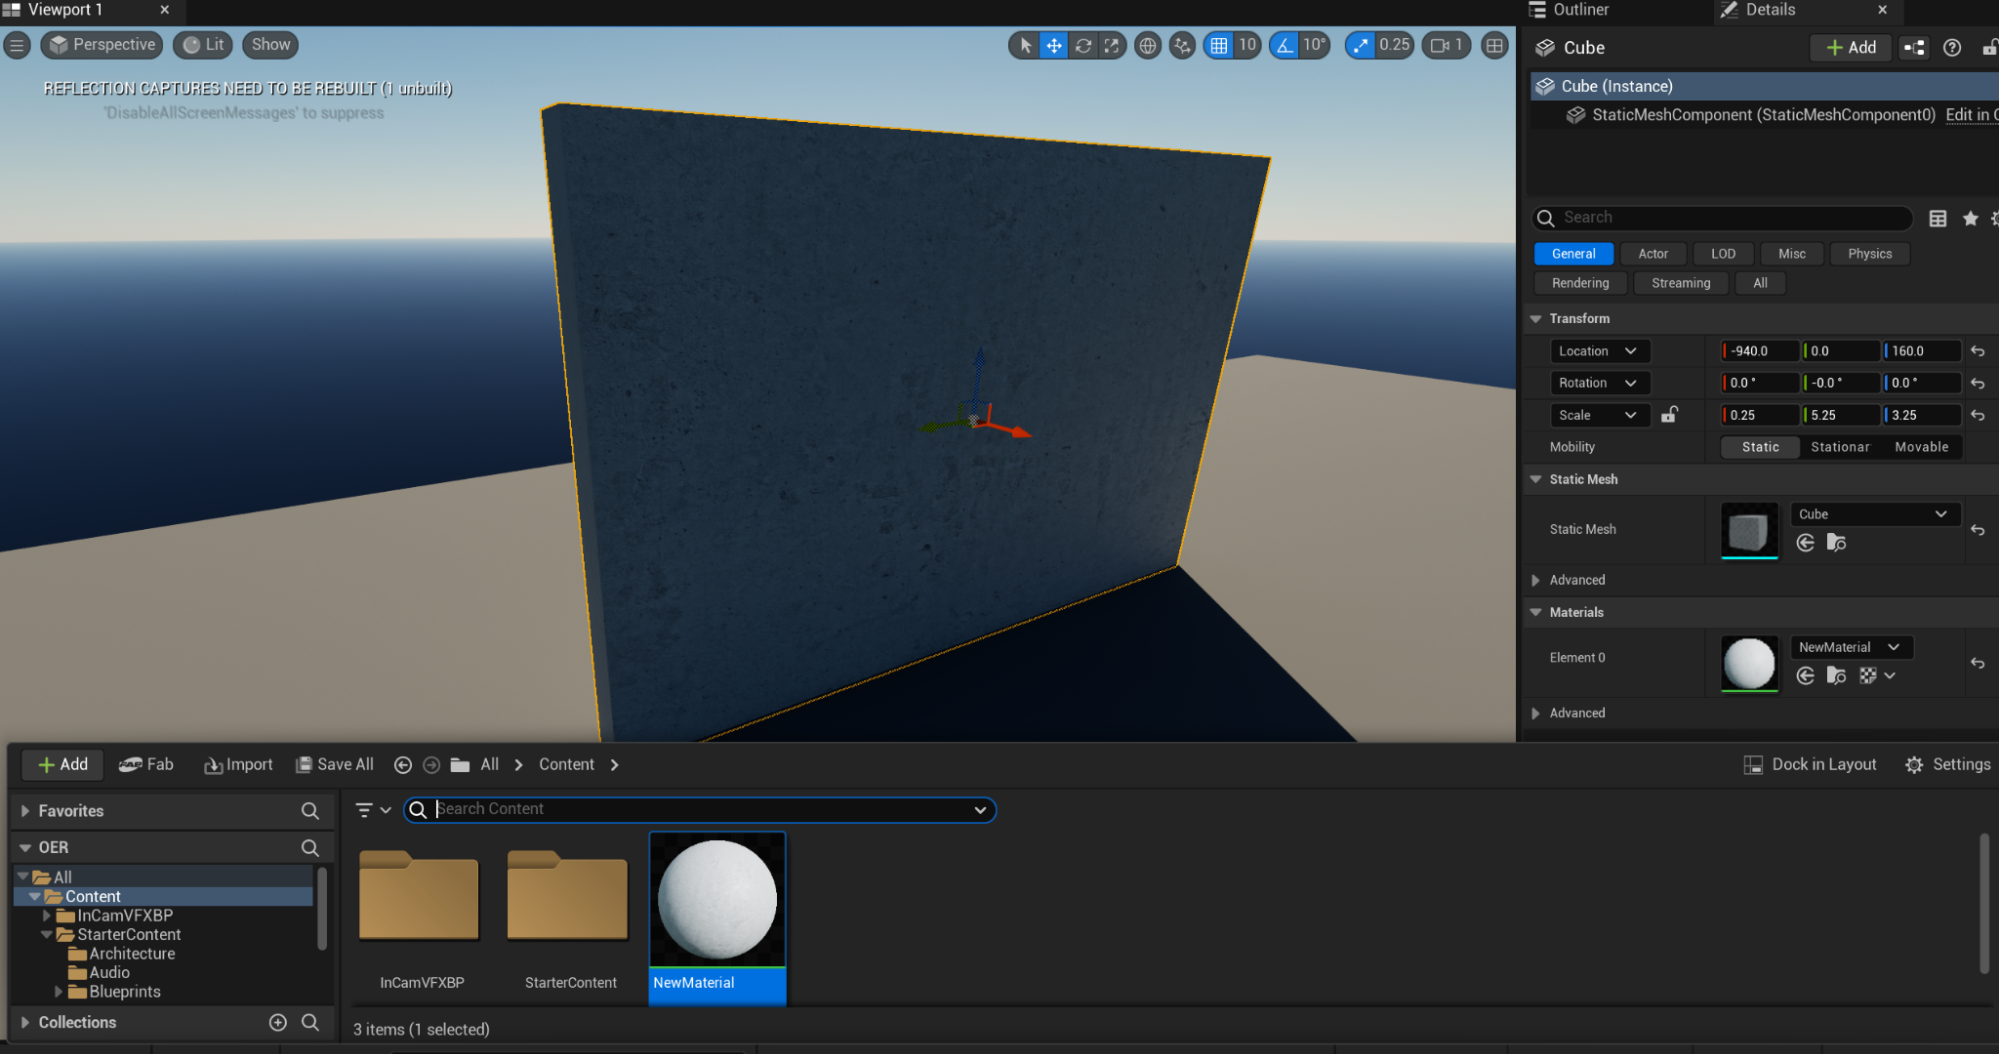 Viewport 1
Outliner
Details
Perspective
Lit
Show
10
10°
0.25
1
REFLECTION CAPTURES NEED TO BE REBUILT (1 unbuilt)
'DisableAllScreenMessages' to suppress
Cube
Add
Cube (Instance)
StaticMeshComponent (StaticMeshComponent0)
Edit in C
Search
General
Actor
LOD
Misc
Physics
Rendering
Streaming
All
Transform
Location
-940.0
0.0
160.0
Rotation
0.0 °
-0.0 °
0.0 °
Scale
0.25
5.25
3.25
Mobility
Static
Stationar
Movable
Static Mesh
Static Mesh
Cube
Advanced
Materials
Element 0
NewMaterial
Advanced
Add
Fab
Import
Save All
All
Content
Dock in Layout
Settings
Favorites
Search Content
OER
All
Content
InCamVFXBP
StarterContent
Architecture
Audio
Blueprints
Collections
InCamVFXBP
StarterContent
NewMaterial
3 items (1 selected)